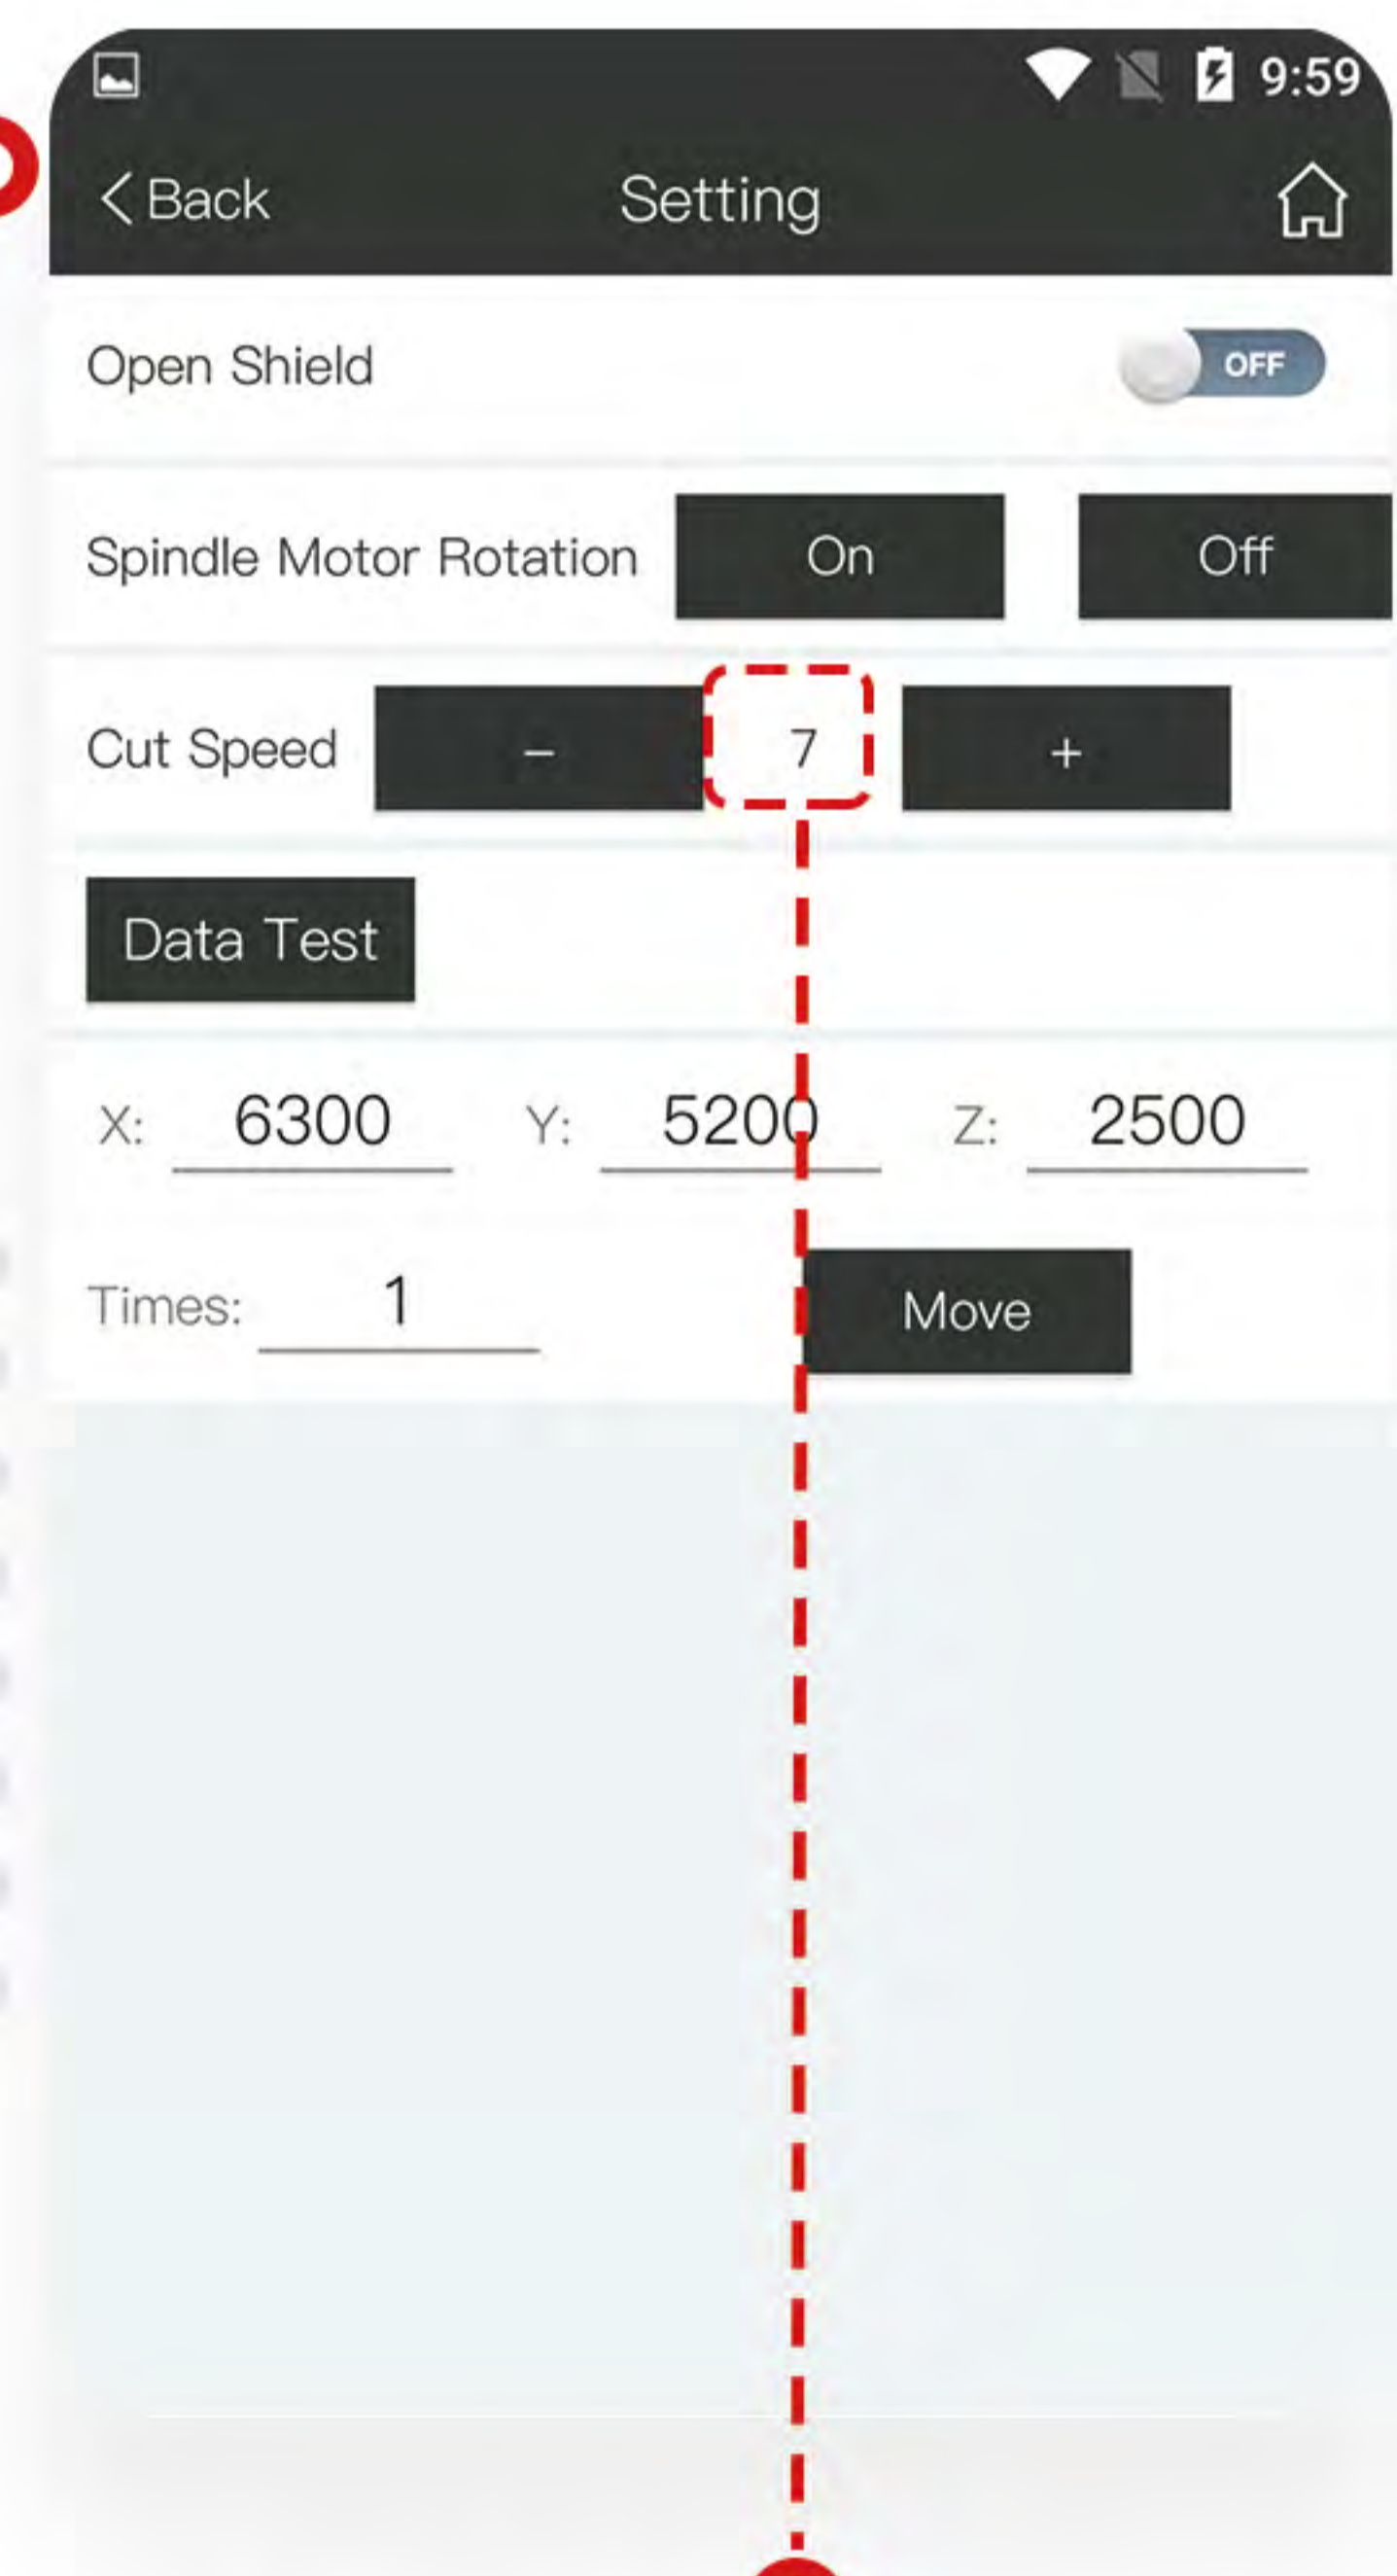 9:59
Back Setting
Open Shield OFF
Spindle Motor Rotation On Off
Cut Speed − 7 +
Data Test
X: 6300 Y: 5200 Z: 2500
Times: 1 Move